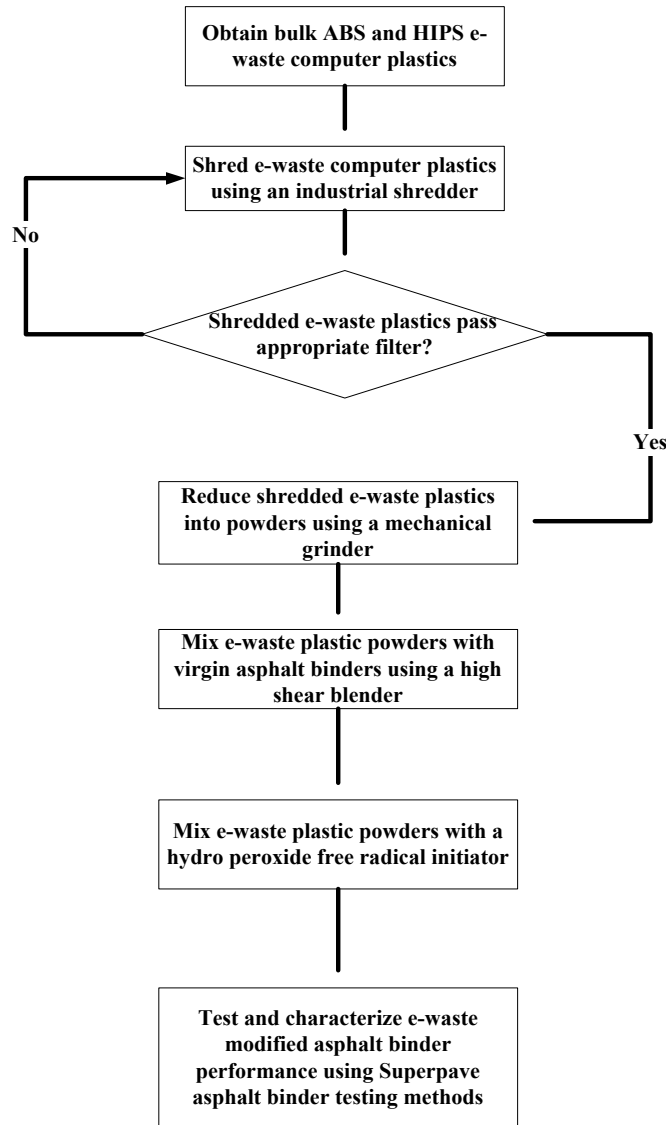 Obtain bulk ABS and HIPS e-
waste computer plastics
Shred e-waste computer plastics
using an industrial shredder
No
Shredded e-waste plastics pass
appropriate filter?
Yes
Reduce shredded e-waste plastics
into powders using a mechanical
grinder
Mix e-waste plastic powders with
virgin asphalt binders using a high
shear blender
Mix e-waste plastic powders with a
hydro peroxide free radical initiator
Test and characterize e-waste
modified asphalt binder
performance using Superpave
asphalt binder testing methods